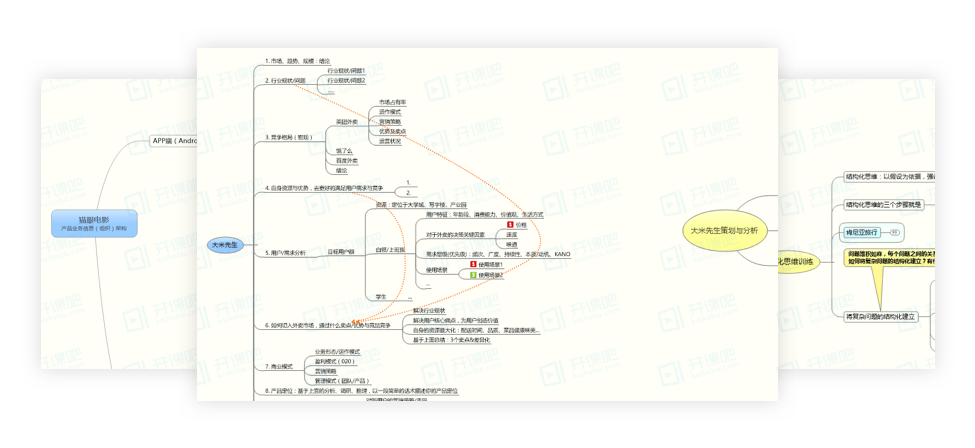 APP端（Andro
猫眼电影
产品业务信息（组织）架构
大米先生
1. 市场、趋势、规模：结论
2. 行业现状/问题
行业现状/问题1
行业现状/问题2
....
3. 竞争格局（宏观）
美团外卖
市场占有率
运作模式
营销策略
优势及卖点
运营状况
饿了么
百度外卖
结论
4. 自身资源与优势，去更好的满足用户需求与竞争
1.
2.
5. 用户/需求分析
目标用户群
资源：定位于大学城、写字楼、产业园
白领/上班族
用户特征：年龄段、消费能力、价值观、生活方式
对于外卖的决策关键因素
价格
速度
味道
需求整理(优先级)：频次、广度、持续性、本质/动机、KANO
使用场景
使用场景1
使用场景2
...
学生
...
6. 如何切入外卖市场，通过什么卖点/优势与竞品竞争
解决行业现状
解决用户核心痛点，为用户创造价值
自身的资源最大化：配送时间、品质、菜品健康味美...
基于上面总结：3个卖点&差异化
7. 商业模式
业务形态/运作模式
盈利模式（O2O）
营销策略
管理模式（团队/产品）
8. 产品定位：基于上面的分析、调研、梳理，以一段简单的话术描述你的产品定位
大米先生策划与分析
化思维训练
结构化思维：以假设为依据，强
结构化思维的三个步骤就是
肯尼亚旅行
问题堆积如麻，每个问题之间的关系
如何将复杂问题的结构化建立？有什
将复杂问题的结构化建立
开课吧